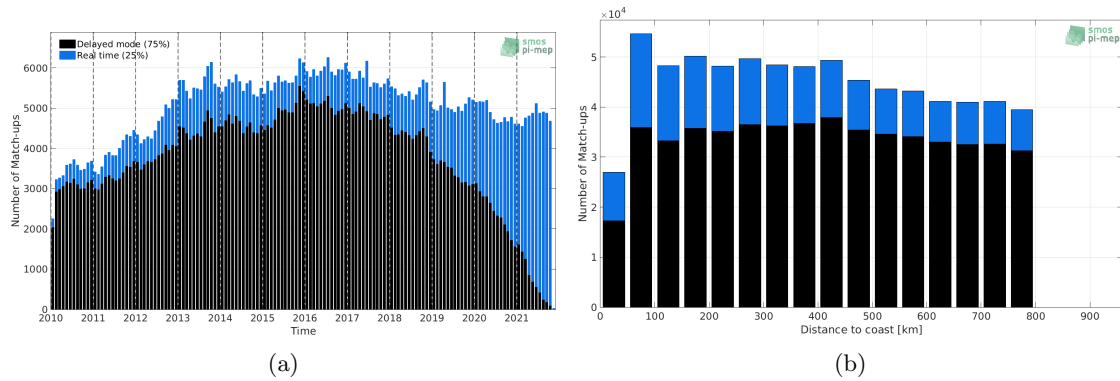 Delayed mode (75%)
Real time (25%)
smos
pi-mep
Number of Match-ups
6000
5000
4000
3000
2000
1000
0
2010 2011 2012 2013 2014 2015 2016 2017 2018 2019 2020 2021
Time
(a)
×10⁴
smos
pi-mep
Number of Match-ups
5
4
3
2
1
0
0 100 200 300 400 500 600 700 800 900
Distance to coast [km]
(b)